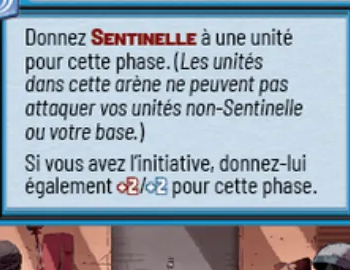 Donnez SENTINELLE à une unité
pour cette phase. (Les unités
dans cette arène ne peuvent pas
attaquer vos unités non-Sentinelle
ou votre base.)
Si vous avez l'initiative, donnez-lui
également +2/+2 pour cette phase.